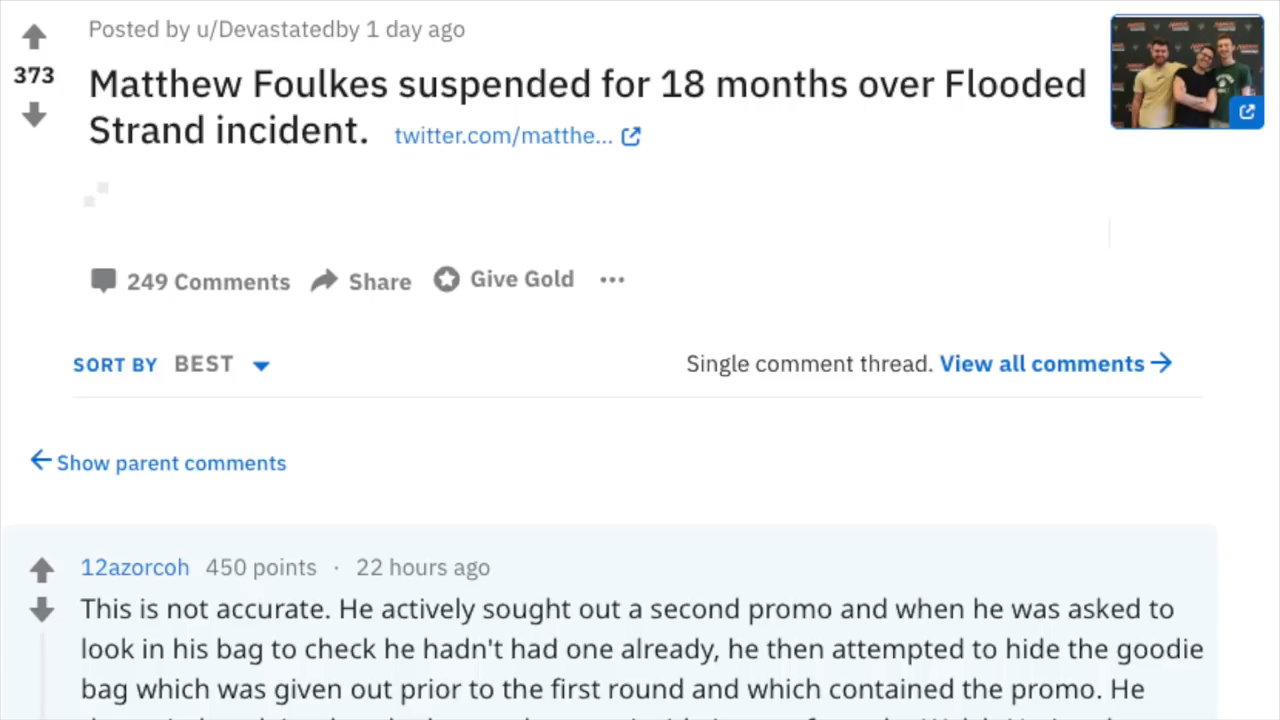 Posted by u/Devastatedby 1 day ago
373
Matthew Foulkes suspended for 18 months over Flooded
Strand incident. twitter.com/matthe...
249 Comments Share Give Gold
SORT BY BEST
Single comment thread. View all comments
Show parent comments
12azorcoh 450 points · 22 hours ago
This is not accurate. He actively sought out a second promo and when he was asked to
look in his bag to check he hadn't had one already, he then attempted to hide the goodie
bag which was given out prior to the first round and which contained the promo. He